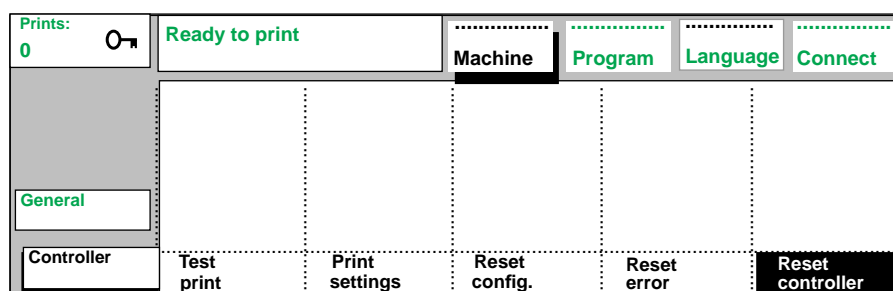 Prints:
0
Ready to print
Machine
Program
Language
Connect
General
Controller
Test
print
Print
settings
Reset
config.
Reset
error
Reset
controller